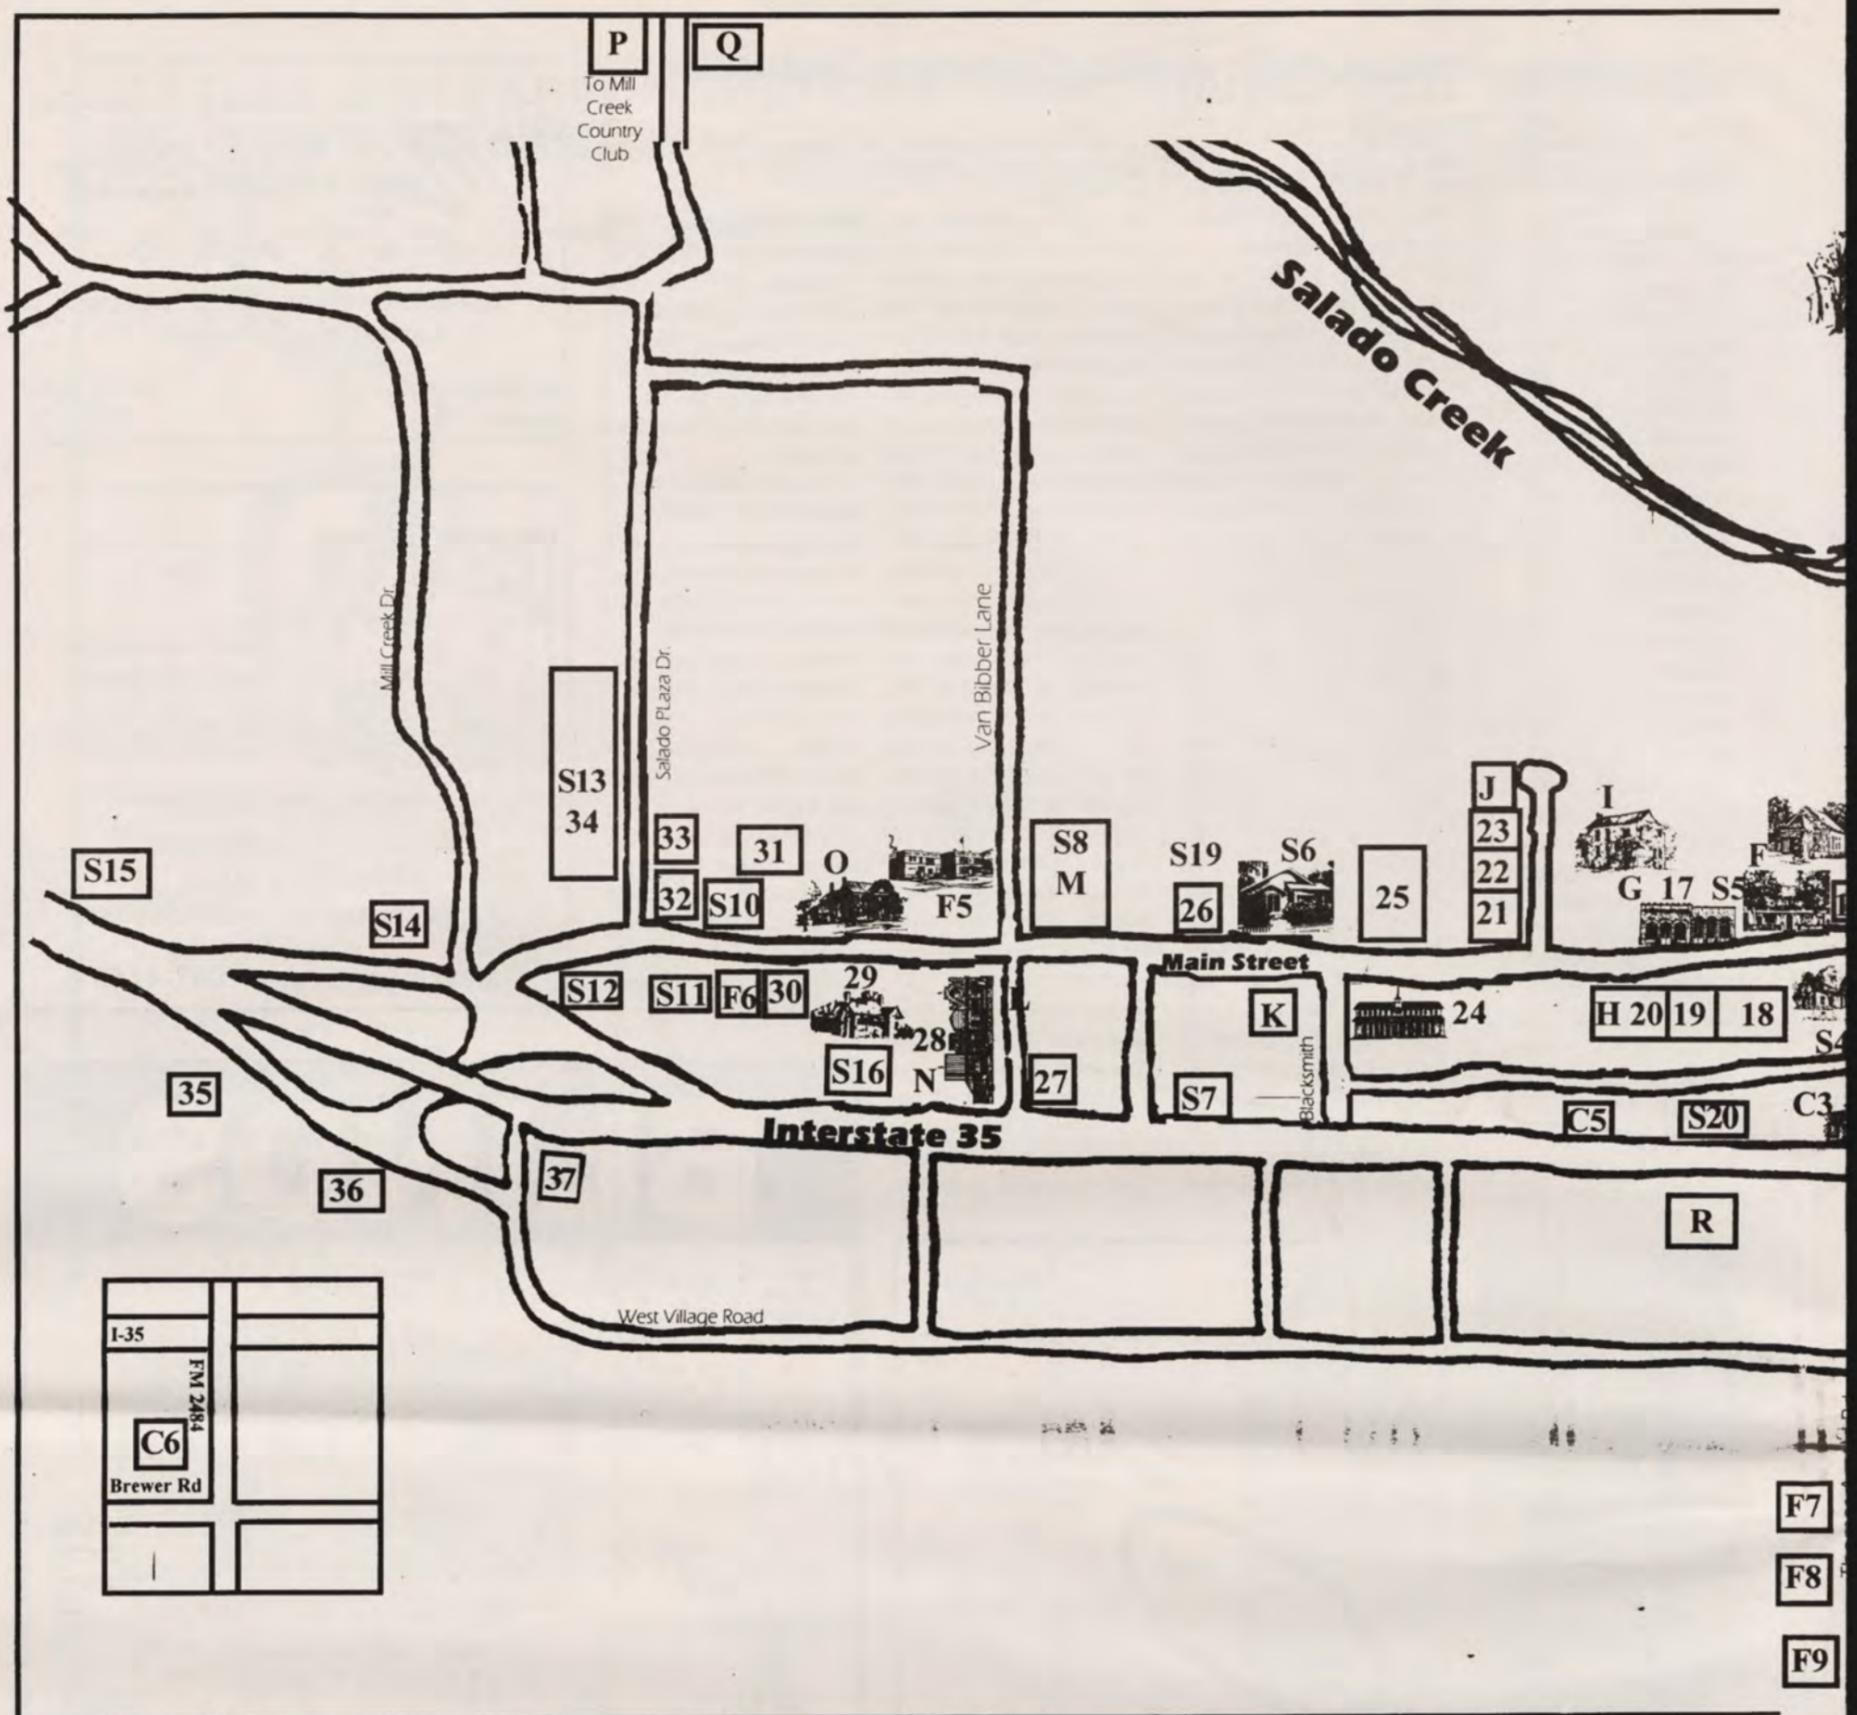 P
Q
To Mill
Creek
Country
Club
Salado Creek
Mill Creek Dr.
Salado PLaza Dr.
Van Bibber Lane
S13
34
33
31
32
S10
O
F5
S8
M
S19
26
S6
25
J
23
22
21
I
F
G 17 S5
S15
S14
Main Street
S12
S11
F6
30
29
28
S16
N
L
27
K
S7
Blacksmith
24
H 20
19
18
S4
C5
S20
C3
35
36
37
Interstate 35
R
West Village Road
I-35
FM 2484
C6
Brewer Rd
F7
F8
F9